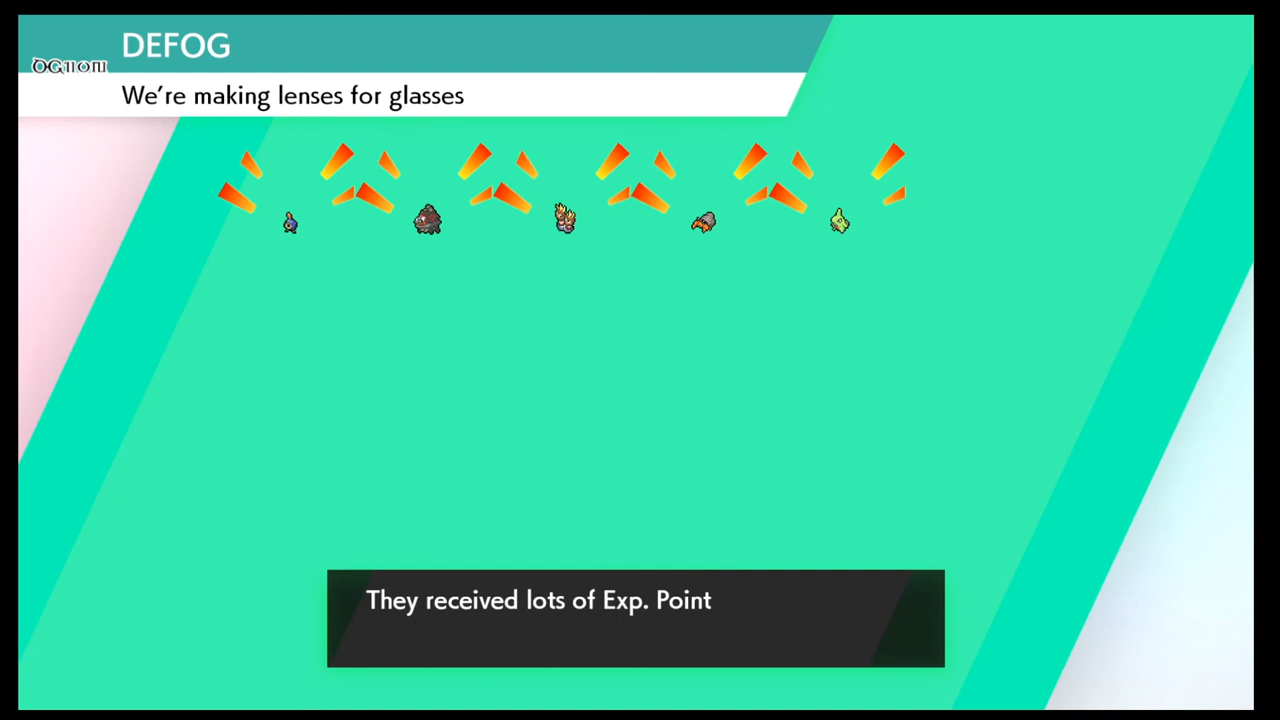 DEFOG
We're making lenses for glasses
They received lots of Exp. Point